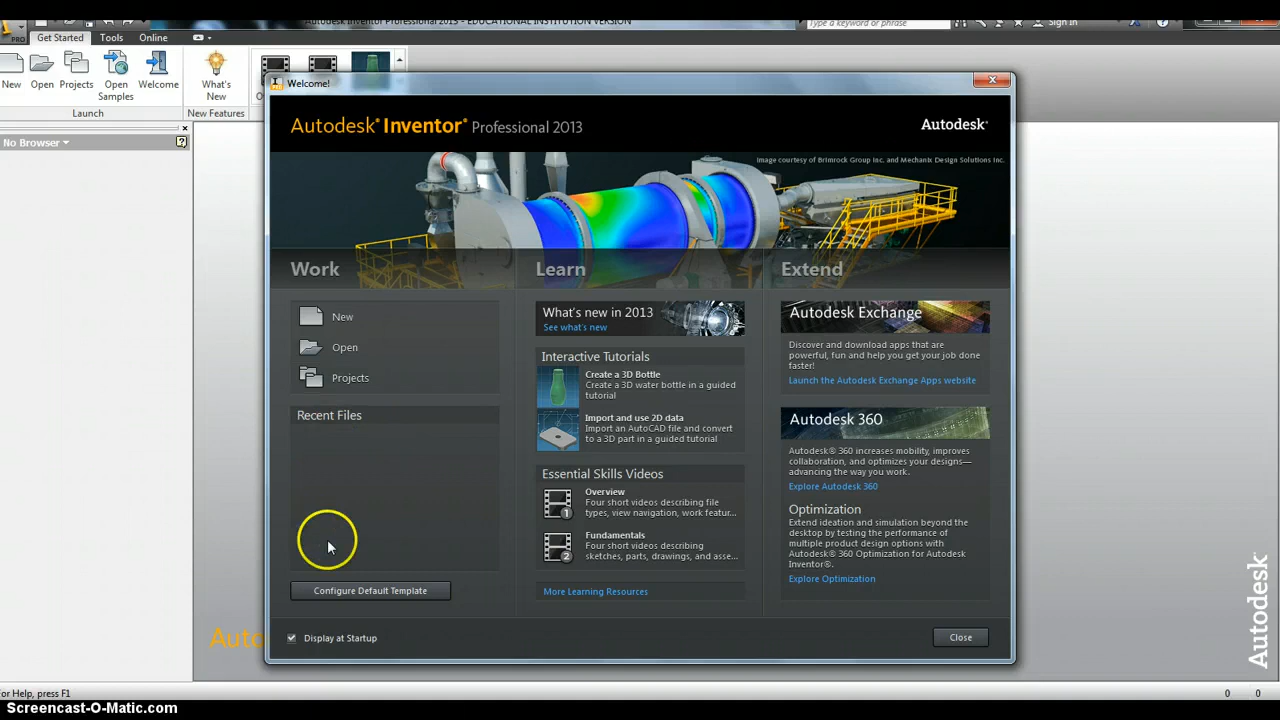 Autodesk Inventor Professional 2013 - EDUCATIONAL INSTITUTION VERSION
Type a keyword or phrase
Sign In
PRO
Get Started
Tools
Online
New
Open
Projects
Open
Samples
Welcome
What's
New
Launch
New Features
No Browser
Welcome!
Autodesk® Inventor® Professional 2013
Autodesk®
Image courtesy of Brimrock Group Inc. and Mechanix Design Solutions Inc.
Work
New
Open
Projects
Recent Files
Configure Default Template
Display at Startup
Learn
What's new in 2013
See what's new
Interactive Tutorials
Create a 3D Bottle
Create a 3D water bottle in a guided
tutorial
Import and use 2D data
Import an AutoCAD file and convert
to a 3D part in a guided tutorial
Essential Skills Videos
Overview
Four short videos describing file
types, view navigation, work featur...
1
Fundamentals
Four short videos describing
sketches, parts, drawings, and asse...
2
More Learning Resources
Extend
Autodesk Exchange
Discover and download apps that are
powerful, fun and help you get your job done
faster!
Launch the Autodesk Exchange Apps website
Autodesk 360
Autodesk® 360 increases mobility, improves
collaboration, and optimizes your designs—
advancing the way you work.
Explore Autodesk 360
Optimization
Extend ideation and simulation beyond the
desktop by testing the performance of
multiple product design options with
Autodesk® 360 Optimization for Autodesk
Inventor®.
Explore Optimization
Close
Auto
Autodesk®
For Help, press F1
0 0
Screencast-O-Matic.com